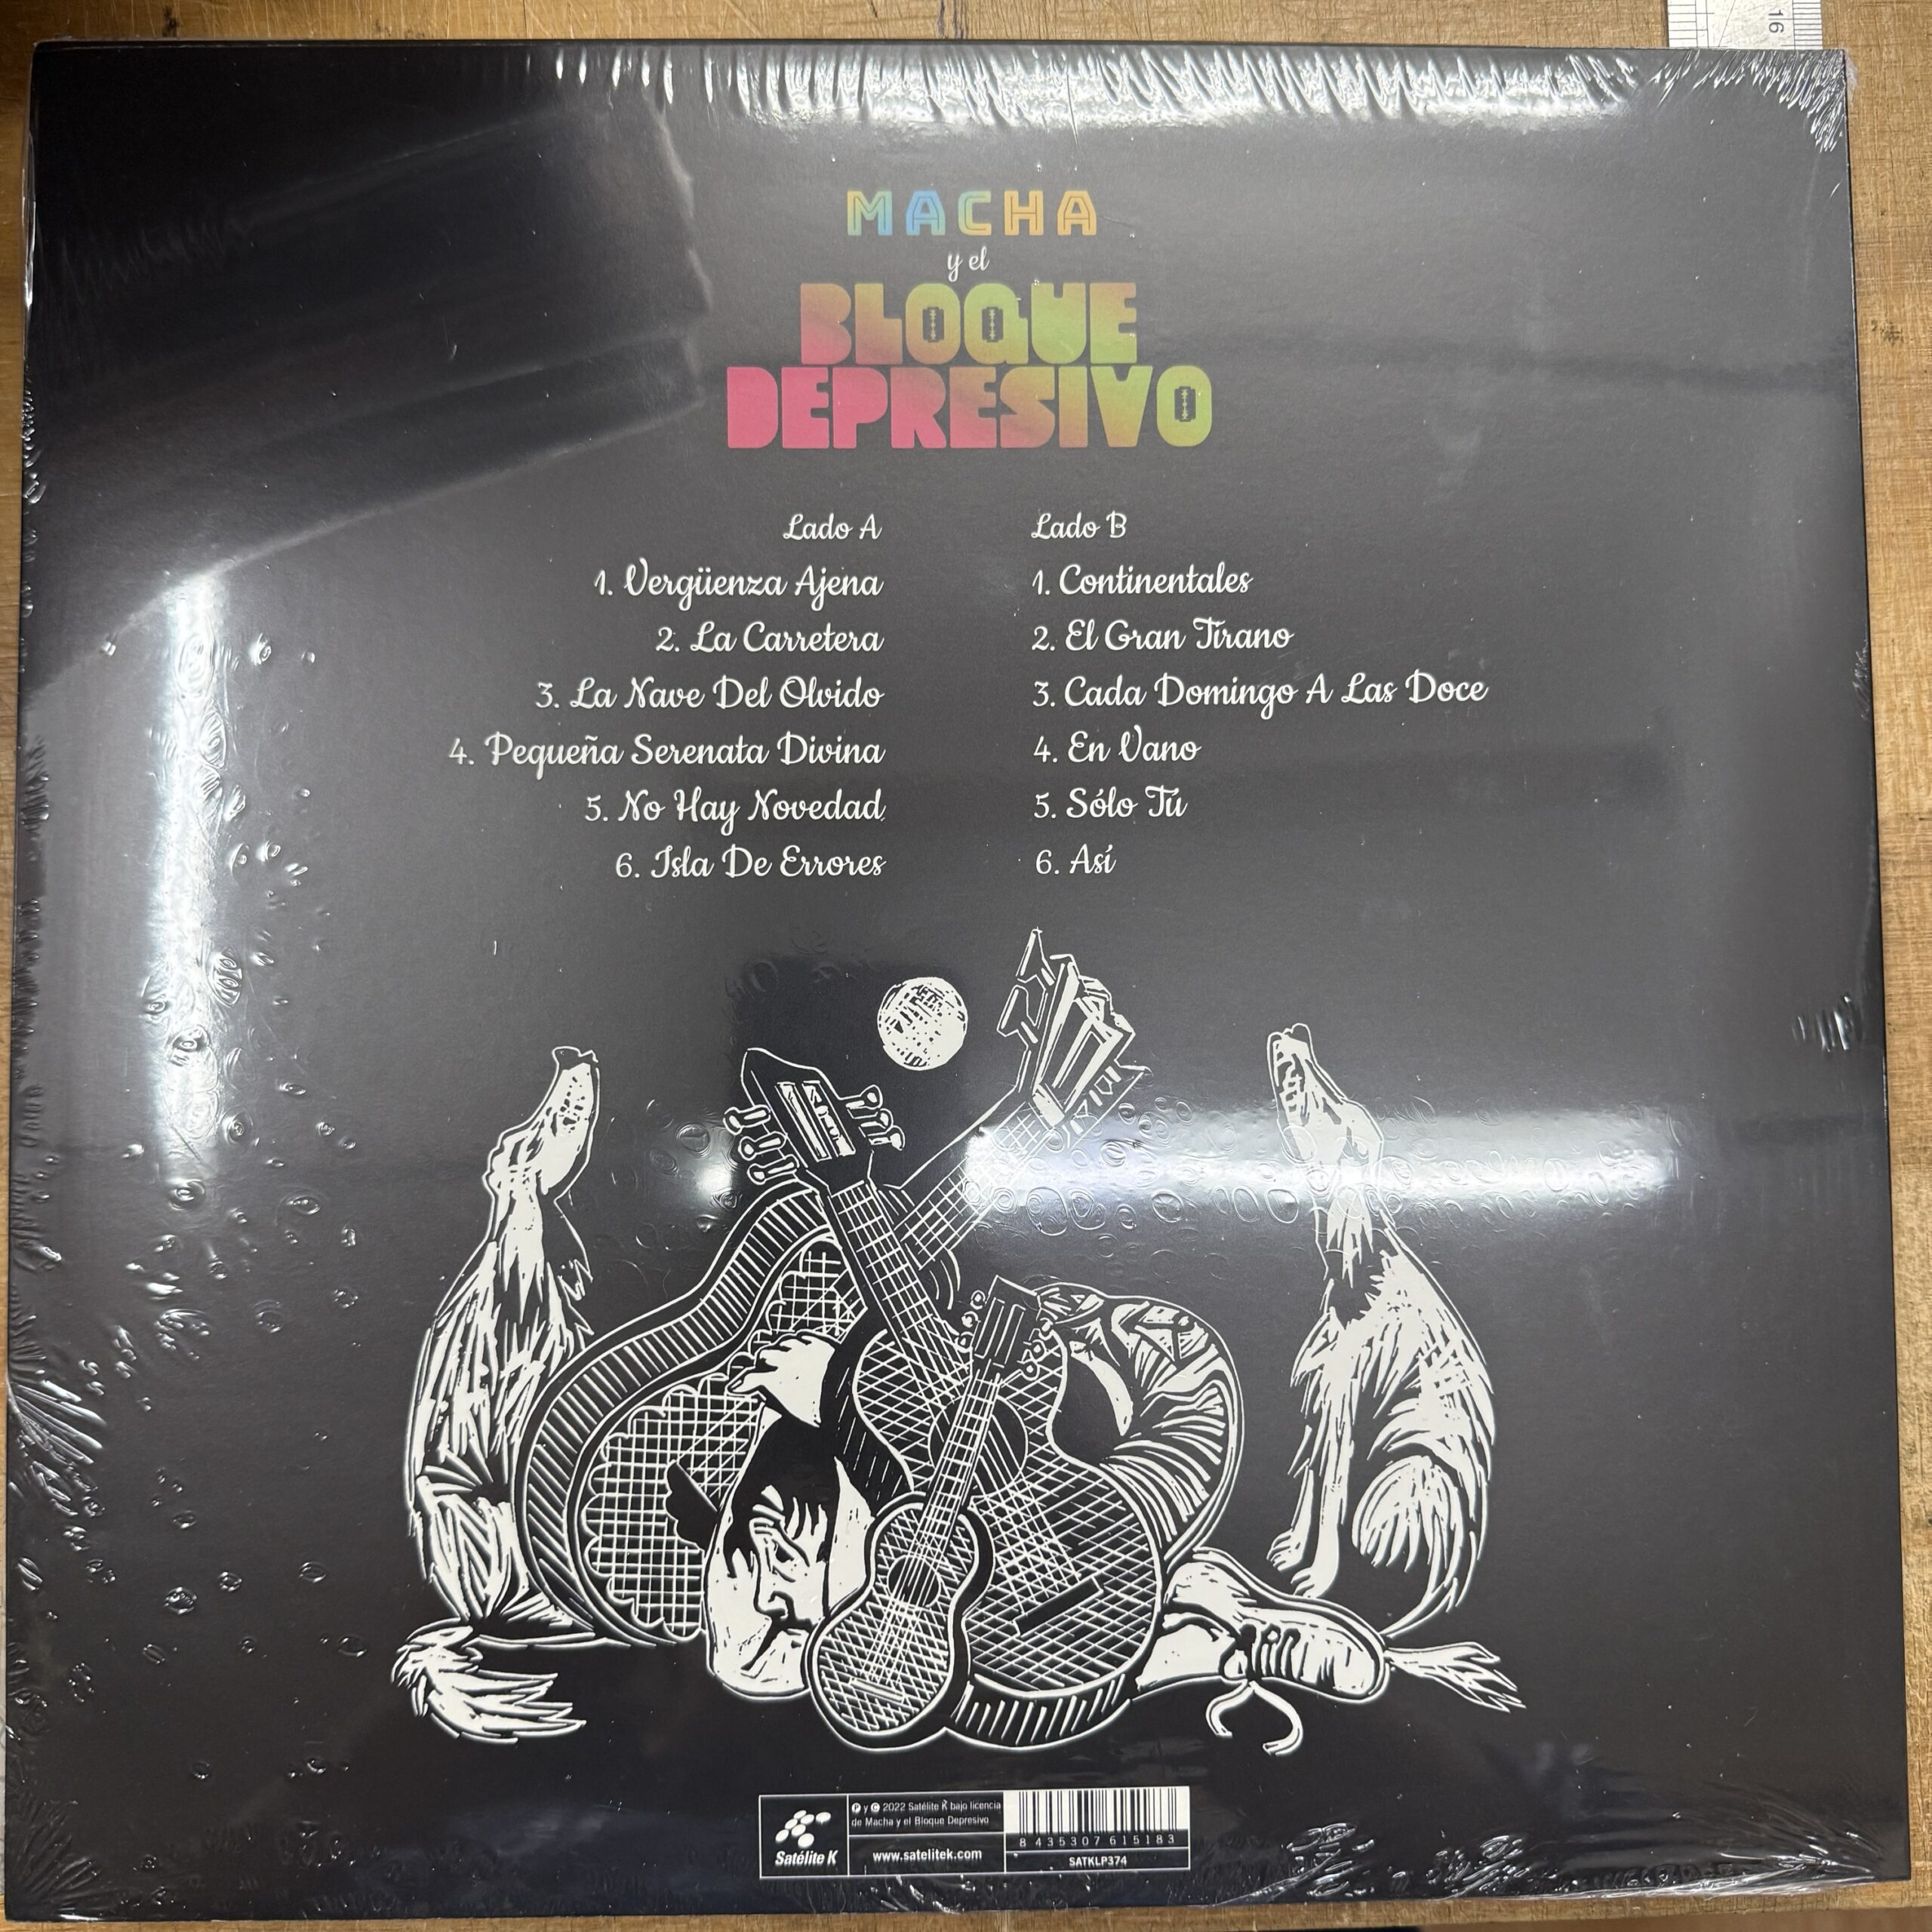 16
MACHA
y el
BLOQUE
DEPRESIVO
Lado A
1. Vergüenza Ajena
2. La Carretera
3. La Nave Del Olvido
4. Pequeña Serenata Divina
5. No Hay Novedad
6. Isla De Errores
Lado B
1. Continentales
2. El Gran Tirano
3. Cada Domingo A Las Doce
4. En Vano
5. Sólo Tú
6. Así
Satélite K
℗ y © 2022 Satélite K bajo licencia
de Macha y el Bloque Depresivo
www.satelitek.com
8 435307 615183
SATKLP374